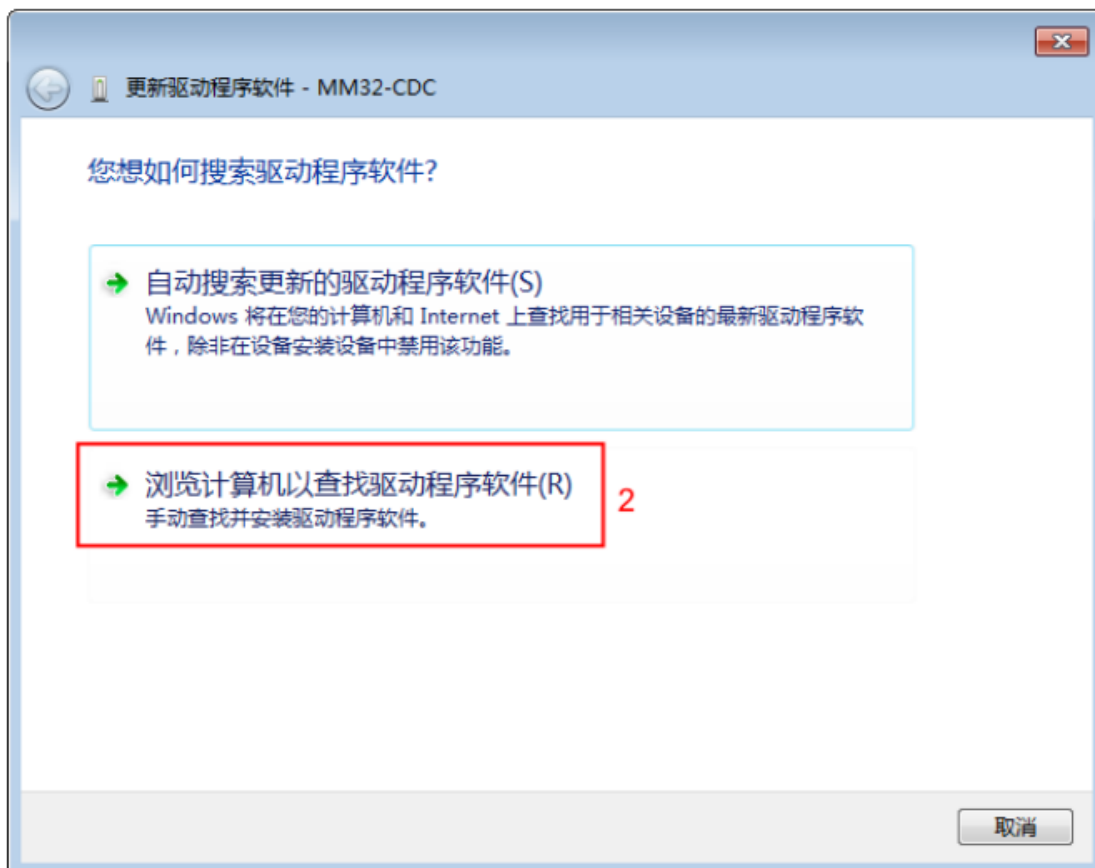 更新驱动程序软件 - MM32-CDC
您想如何搜索驱动程序软件?
自动搜索更新的驱动程序软件(S)
Windows 将在您的计算机和 Internet 上查找用于相关设备的最新驱动程序软
件，除非在设备安装设备中禁用该功能。
浏览计算机以查找驱动程序软件(R)
手动查找并安装驱动程序软件。
2
取消